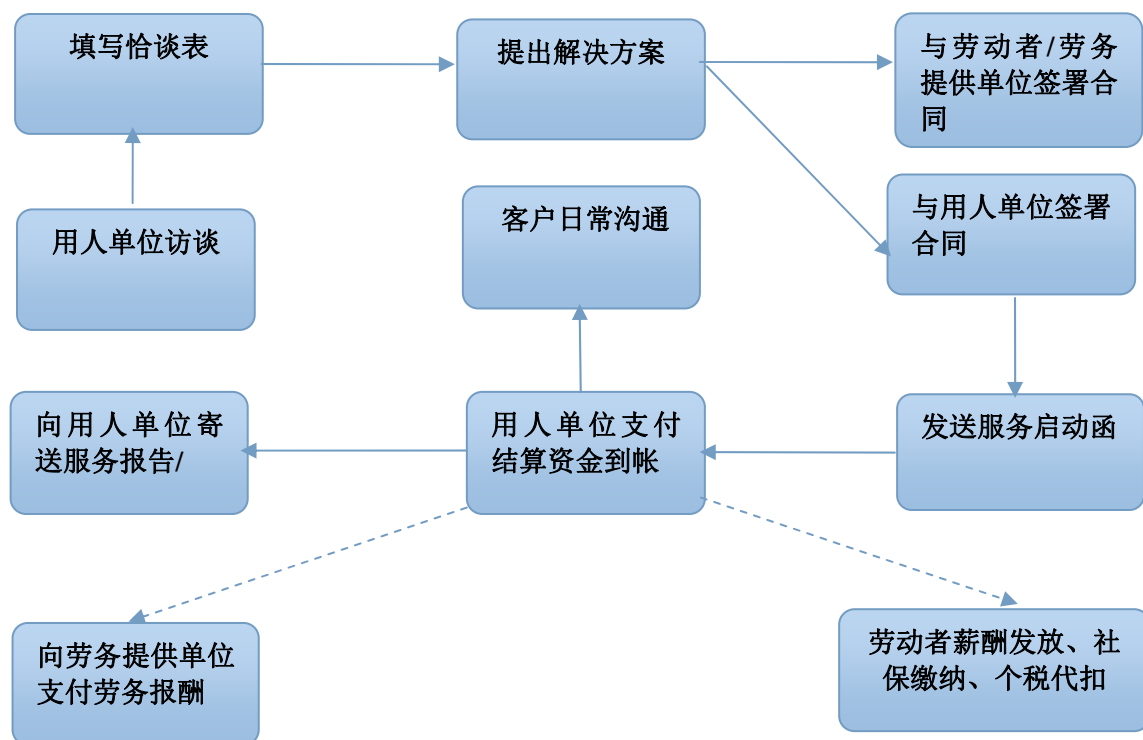 填写恰谈表
提出解决方案
与劳动者/劳务
提供单位签署合
同
用人单位访谈
客户日常沟通
与用人单位签署
合同
向用人单位寄
送服务报告/
用人单位支付
结算资金到帐
发送服务启动函
向劳务提供单位
支付劳务报酬
劳动者薪酬发放、社
保缴纳、个税代扣